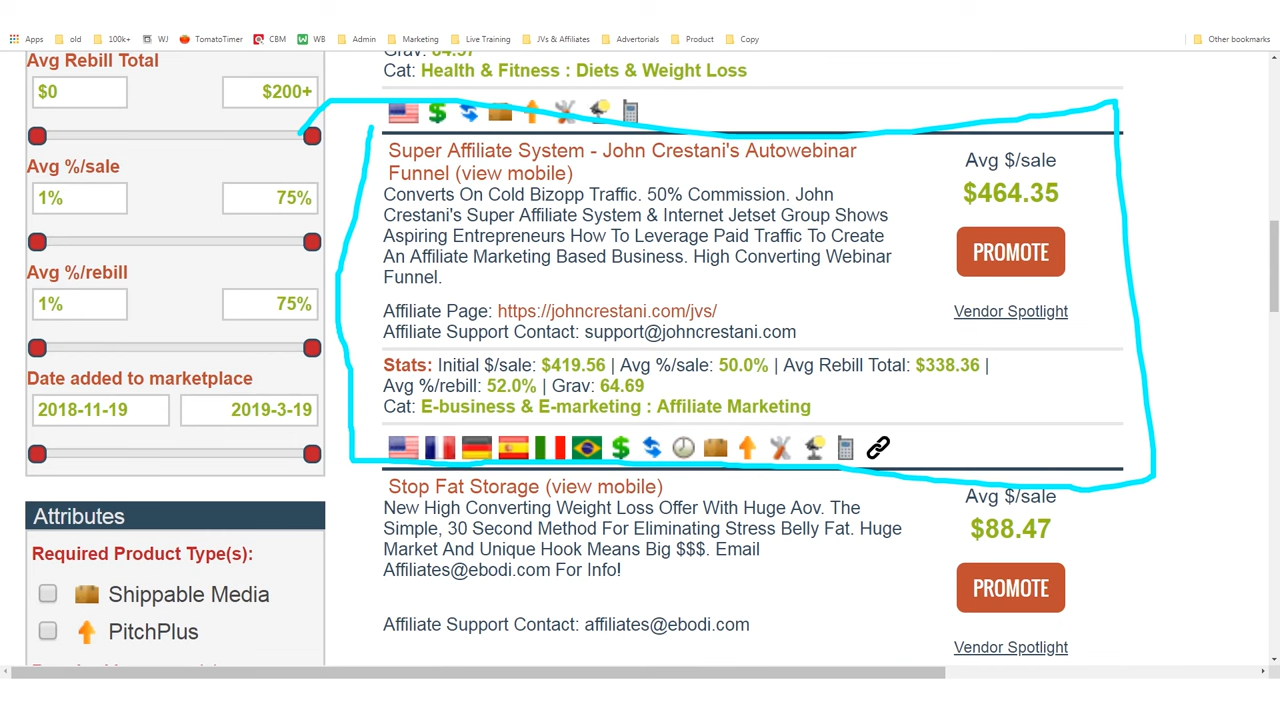 Apps old 100k+ WJ TomatoTimer CBM WB Admin Marketing Live Training JVs & Affiliates Advertorials Product Copy Other bookmarks
Avg Rebill Total
$0 $200+
Avg %/sale
1% 75%
Avg %/rebill
1% 75%
Date added to marketplace
2018-11-19 2019-3-19
Attributes
Required Product Type(s):
Shippable Media
PitchPlus
Cat: Health & Fitness : Diets & Weight Loss
Super Affiliate System - John Crestani's Autowebinar
Funnel (view mobile)
Converts On Cold Bizopp Traffic. 50% Commission. John
Crestani's Super Affiliate System & Internet Jetset Group Shows
Aspiring Entrepreneurs How To Leverage Paid Traffic To Create
An Affiliate Marketing Based Business. High Converting Webinar
Funnel.
Affiliate Page: https://johncrestani.com/jvs/
Affiliate Support Contact: support@johncrestani.com
Stats: Initial $/sale: $419.56 | Avg %/sale: 50.0% | Avg Rebill Total: $338.36 |
Avg %/rebill: 52.0% | Grav: 64.69
Cat: E-business & E-marketing : Affiliate Marketing
Avg $/sale
$464.35
PROMOTE
Vendor Spotlight
Stop Fat Storage (view mobile)
New High Converting Weight Loss Offer With Huge Aov. The
Simple, 30 Second Method For Eliminating Stress Belly Fat. Huge
Market And Unique Hook Means Big $$$. Email
Affiliates@ebodi.com For Info!
Affiliate Support Contact: affiliates@ebodi.com
Avg $/sale
$88.47
PROMOTE
Vendor Spotlight